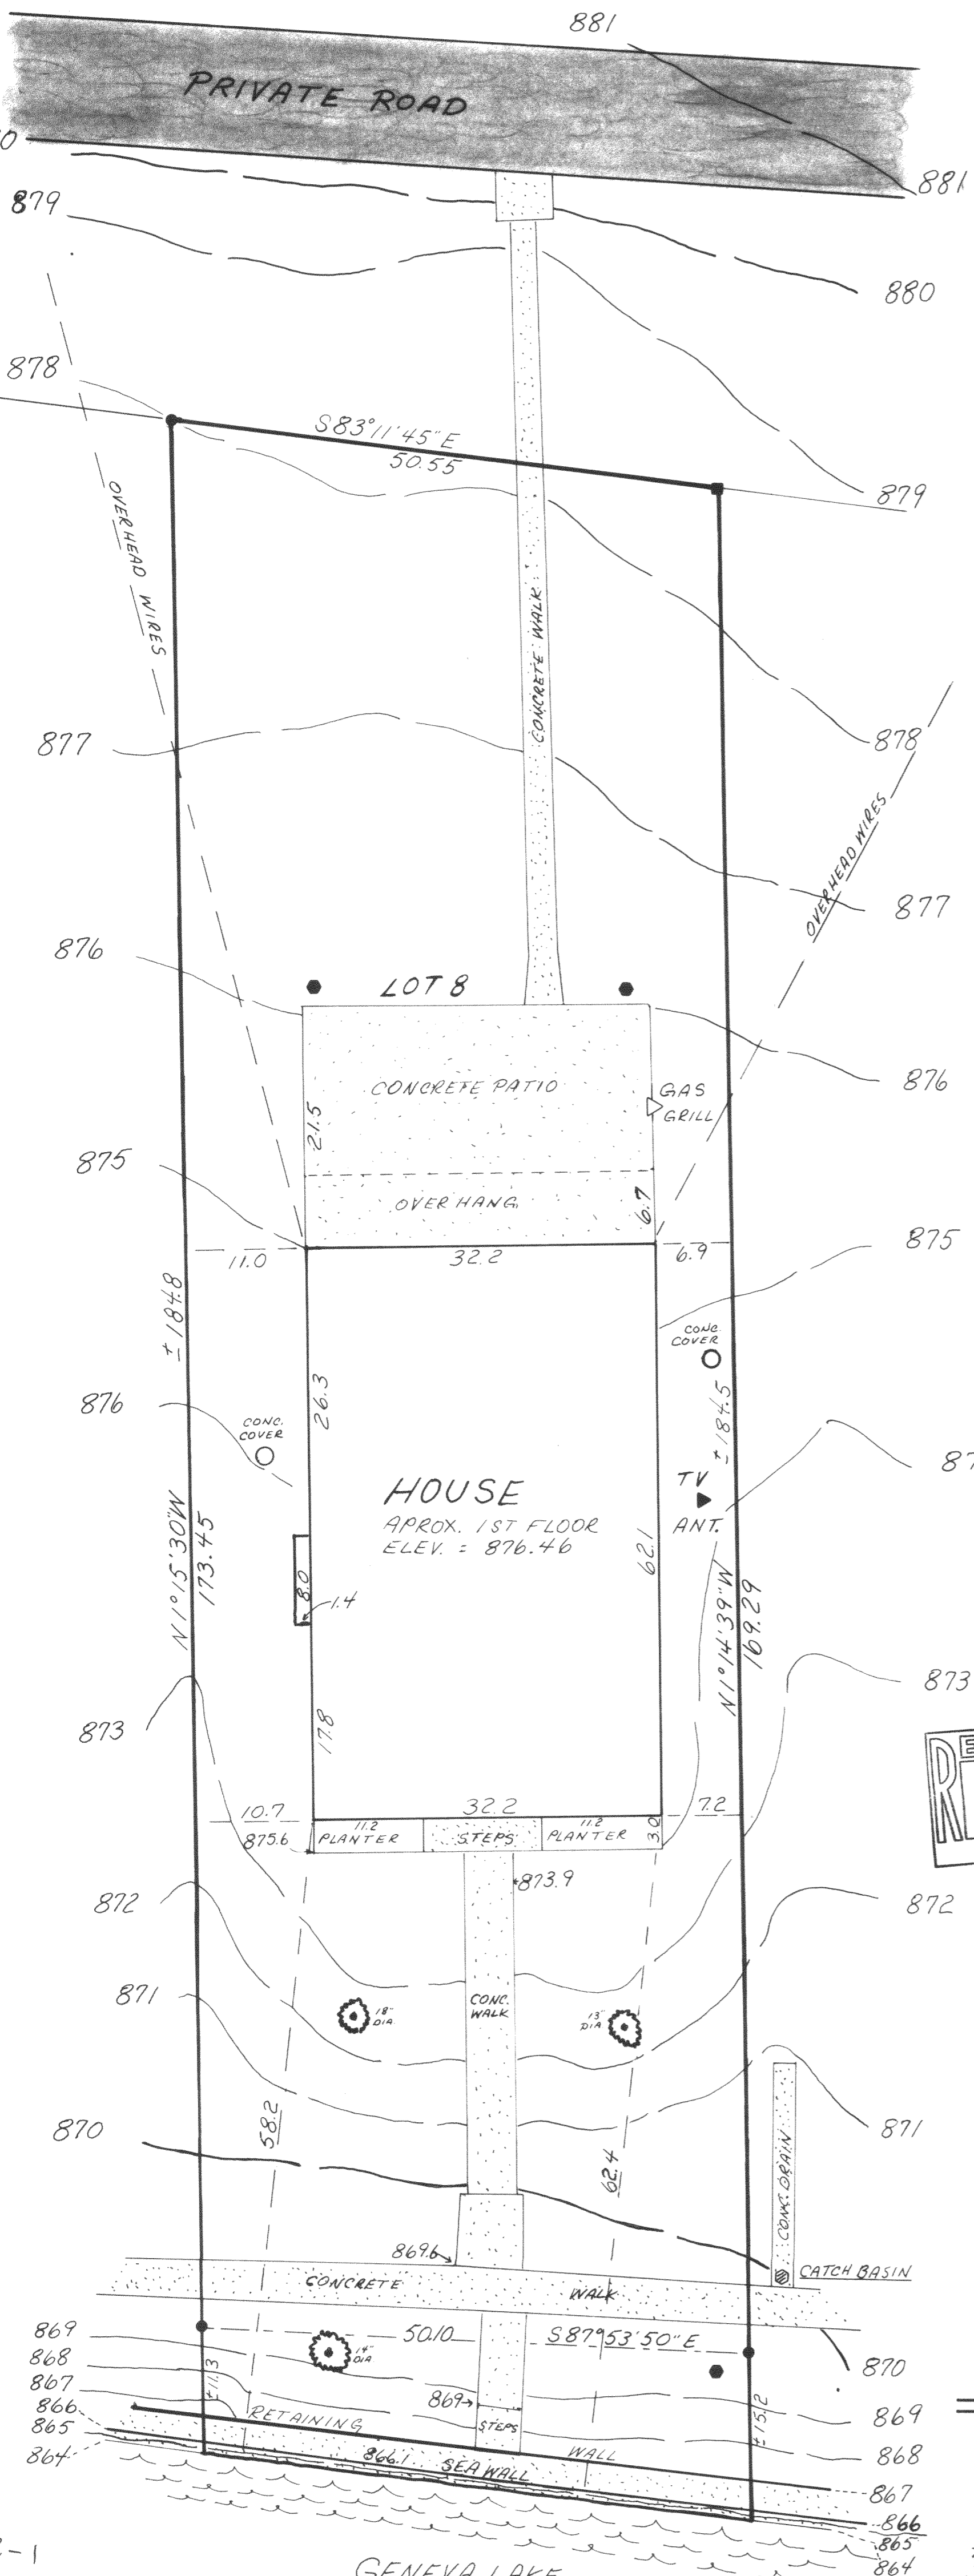 881
PRIVATE ROAD
881
879
880
878
S83°11'45"E
50.55
879
OVERHEAD WIRES
CONCRETE WALK
877
878
OVERHEAD WIRES
877
876
LOT 8
CONCRETE PATIO
876
GAS
GRILL
21.5
875
OVERHANG
6.7
875
11.0
32.2
6.9
± 184.8
CONC.
COVER
26.3
± 184.5
876
CONC.
COVER
HOUSE
APROX. 1ST FLOOR
ELEV. = 876.46
TV
ANT.
N1°15'30"W
173.45
62.1
8.0
1.4
N1°14'39"W
169.29
873
873
17.8
10.7
32.2
7.2
875.6
11.2
PLANTER
STEPS
11.2
PLANTER
3.0
873.9
872
872
871
18"
DIA
CONC.
WALK
13"
DIA
870
58.2
62.4
871
CONC. DRAIN
869.6
CATCH BASIN
CONCRETE
WALK
869
50.10
S87°53'50"E
868
14"
DIA
870
867
±11.3
869
869
866
RETAINING
STEPS
±15.2
865
WALL
868
864
866.1
SEAWALL
867
866
865
864
GENEVA LAKE